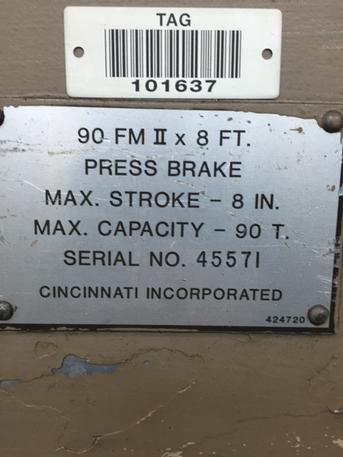 TAG
101637
90 FM II x 8 FT.
PRESS BRAKE
MAX. STROKE - 8 IN.
MAX. CAPACITY - 90 T.
SERIAL NO. 45571
CINCINNATI INCORPORATED
424720